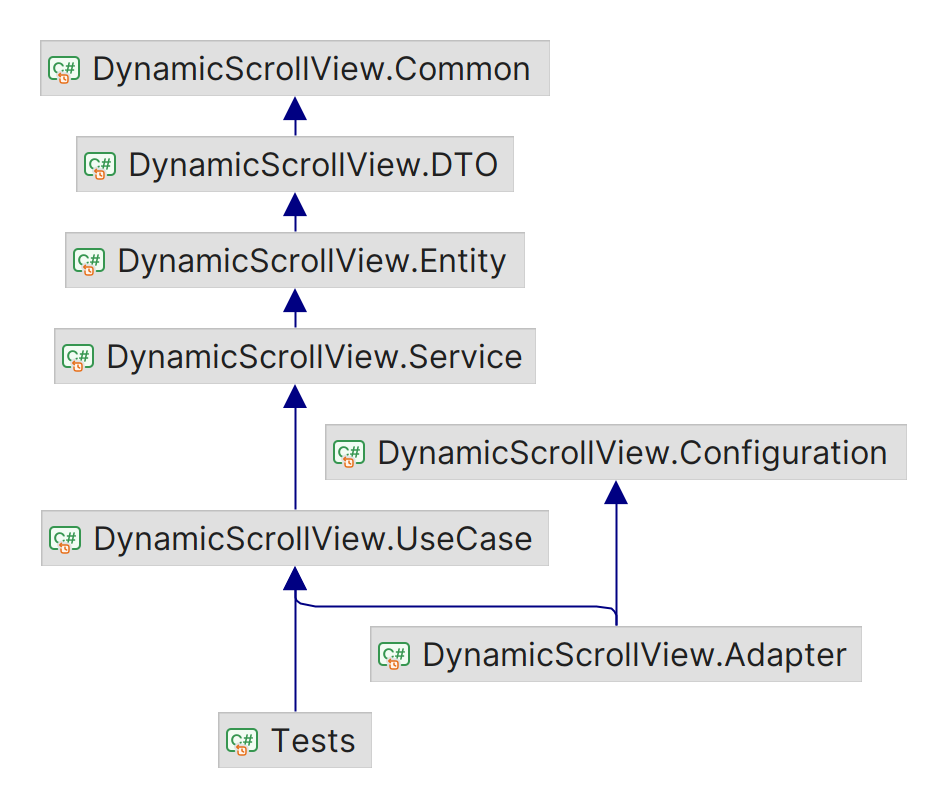 C# DynamicScrollView.Common
C# DynamicScrollView.DTO
C# DynamicScrollView.Entity
C# DynamicScrollView.Service
C# DynamicScrollView.Configuration
C# DynamicScrollView.UseCase
C# DynamicScrollView.Adapter
C# Tests